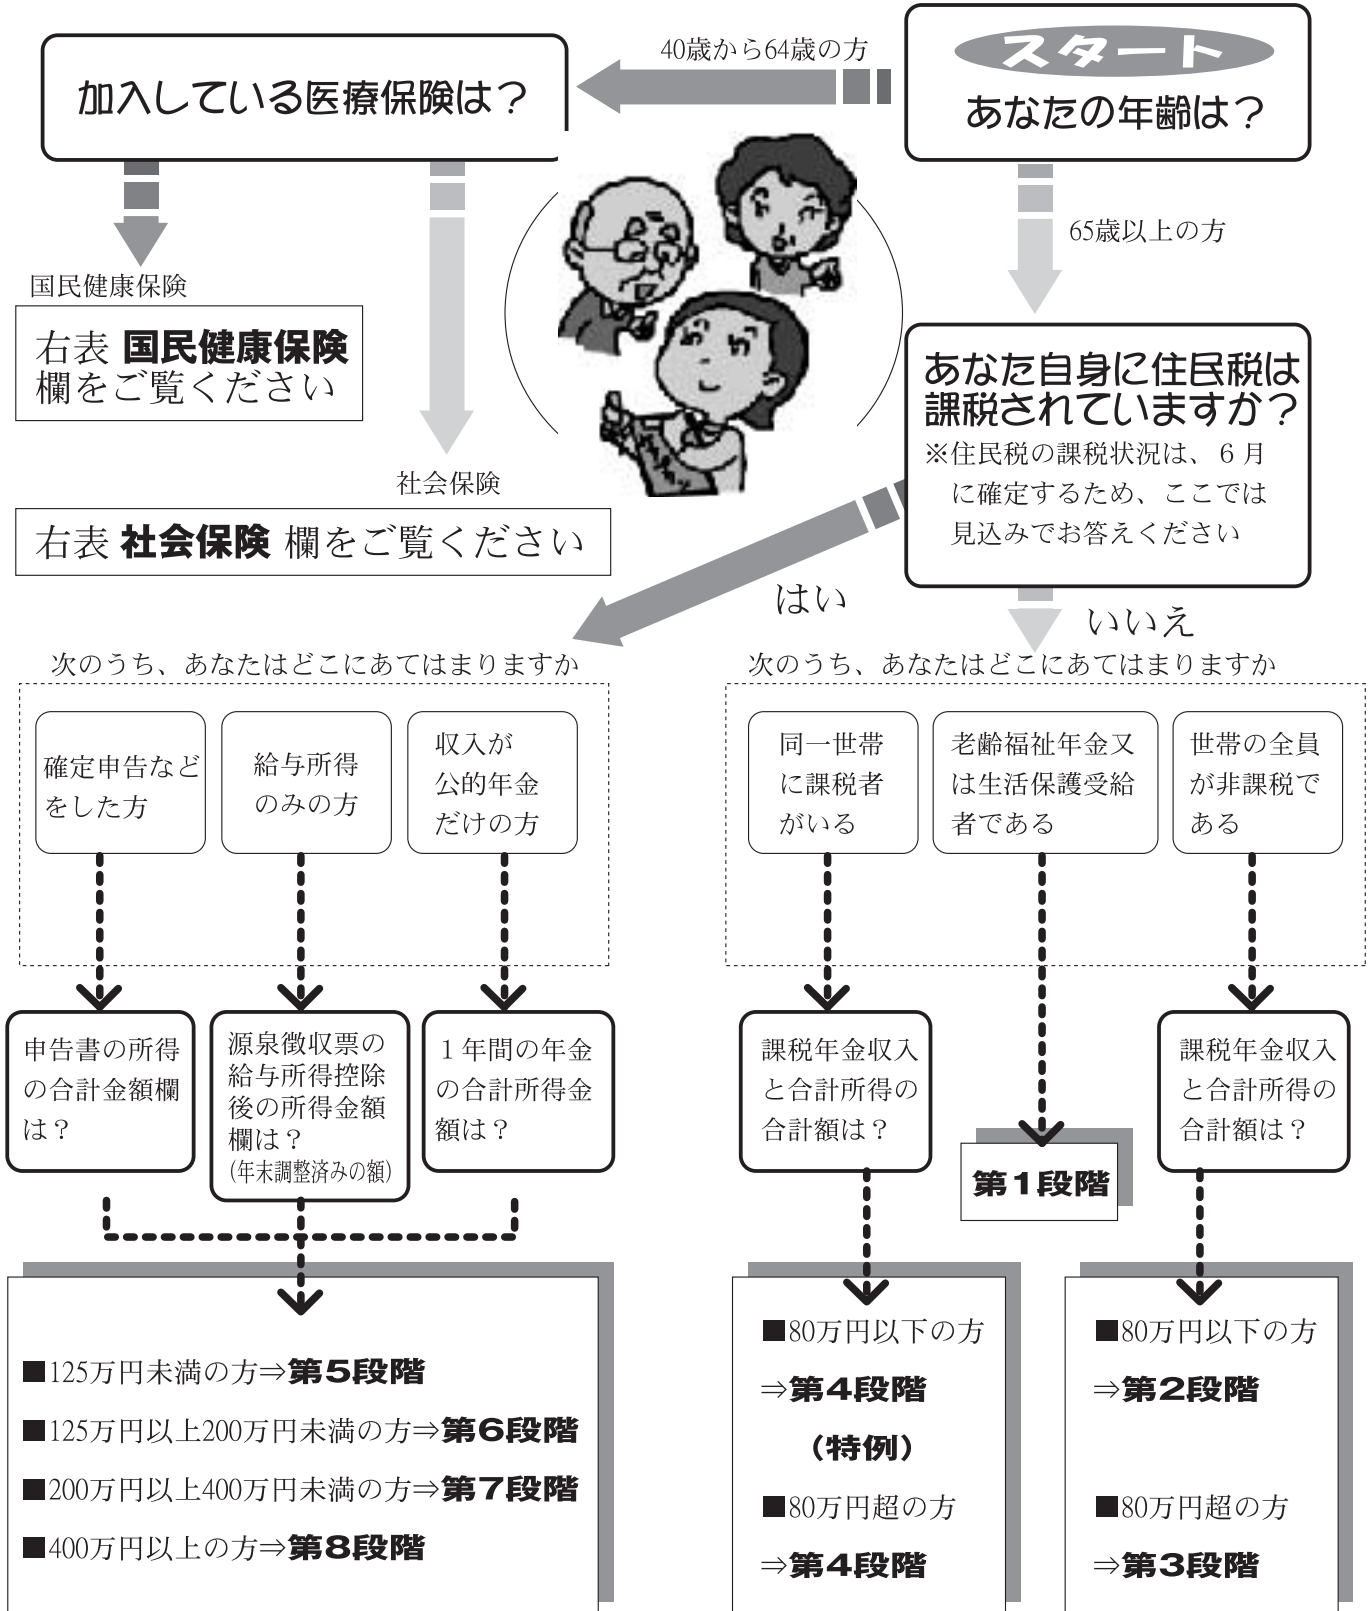 スタート
あなたの年齢は？
40歳から64歳の方
加入している医療保険は？
国民健康保険
右表 国民健康保険
欄をご覧ください
社会保険
右表 社会保険 欄をご覧ください
65歳以上の方
あなた自身に住民税は
課税されていますか？
※住民税の課税状況は、６月
に確定するため、ここでは
見込みでお答えください
はい
いいえ
次のうち、あなたはどこにあてはまりますか
確定申告など
をした方
給与所得
のみの方
収入が
公的年金
だけの方
申告書の所得
の合計金額欄
は？
源泉徴収票の
給与所得控除
後の所得金額
欄は？
(年末調整済みの額)
１年間の年金
の合計所得金
額は？
■125万円未満の方⇒第5段階
■125万円以上200万円未満の方⇒第6段階
■200万円以上400万円未満の方⇒第7段階
■400万円以上の方⇒第8段階
次のうち、あなたはどこにあてはまりますか
同一世帯
に課税者
がいる
老齢福祉年金又
は生活保護受給
者である
世帯の全員
が非課税で
ある
課税年金収入
と合計所得の
合計額は？
第1段階
課税年金収入
と合計所得の
合計額は？
■80万円以下の方
⇒第4段階
（特例）
■80万円超の方
⇒第4段階
■80万円以下の方
⇒第2段階
■80万円超の方
⇒第3段階